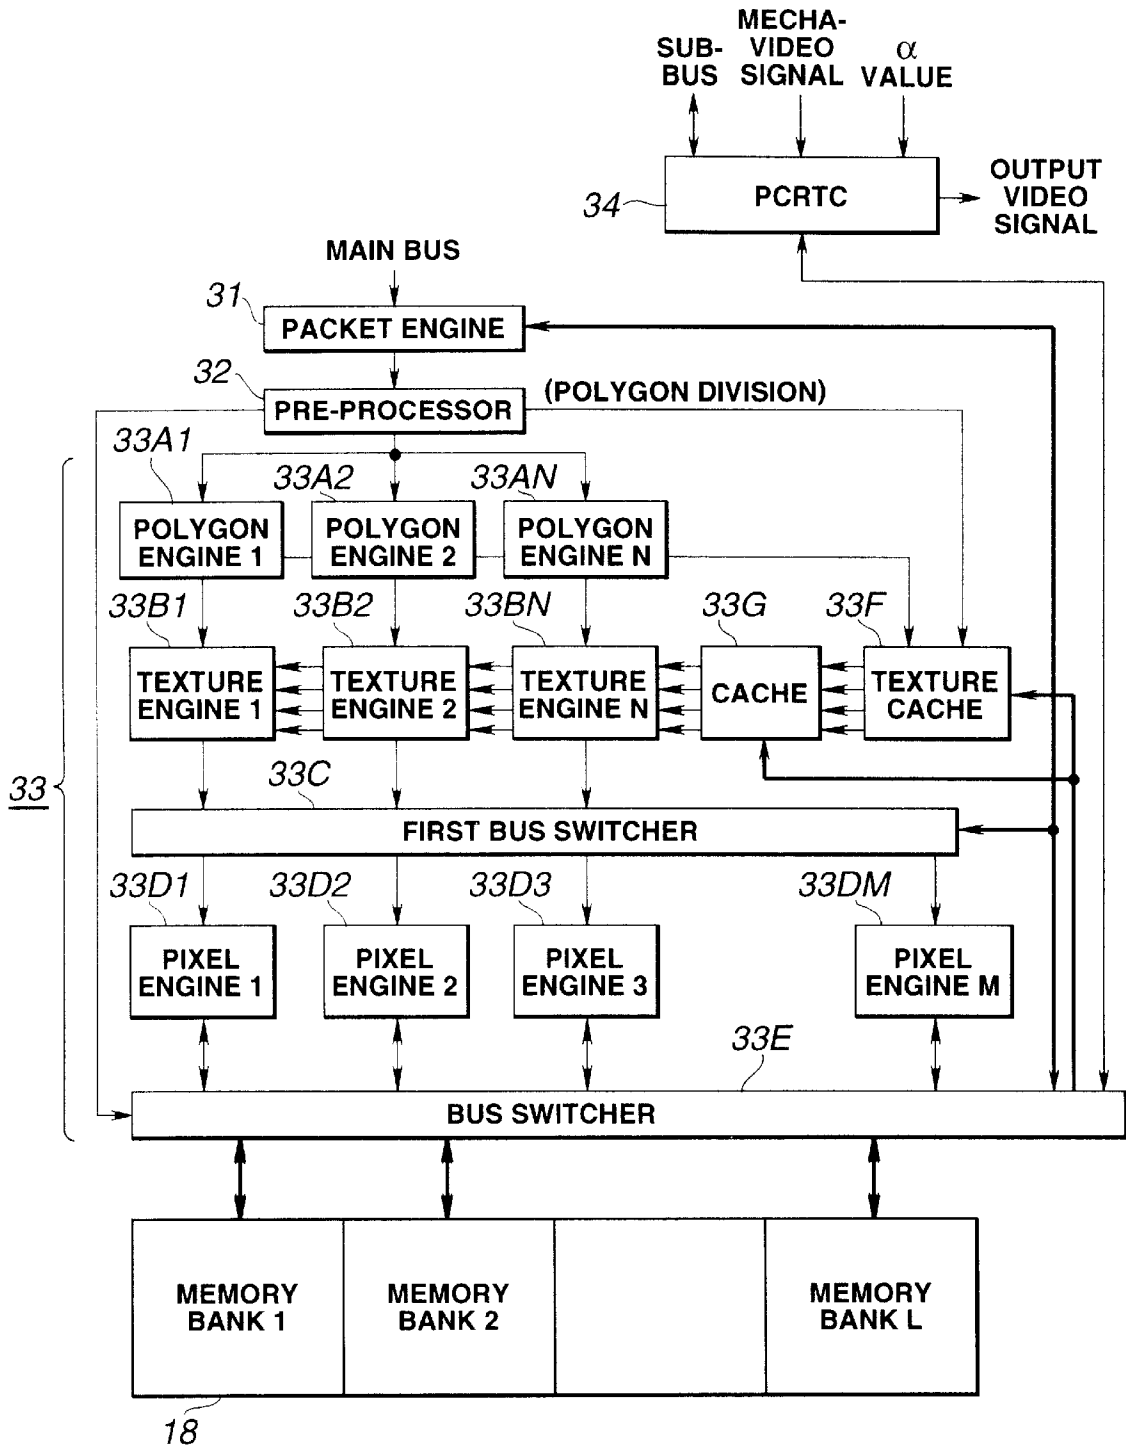 SUB-
BUS
MECHA-
VIDEO
SIGNAL
α
VALUE
34
PCRTC
OUTPUT
VIDEO
SIGNAL
MAIN BUS
31
PACKET ENGINE
32
PRE-PROCESSOR
(POLYGON DIVISION)
33A1
33A2
33AN
POLYGON
ENGINE 1
POLYGON
ENGINE 2
POLYGON
ENGINE N
33B1
33B2
33BN
33G
33F
TEXTURE
ENGINE 1
TEXTURE
ENGINE 2
TEXTURE
ENGINE N
CACHE
TEXTURE
CACHE
33
33C
FIRST BUS SWITCHER
33D1
33D2
33D3
33DM
PIXEL
ENGINE 1
PIXEL
ENGINE 2
PIXEL
ENGINE 3
PIXEL
ENGINE M
33E
BUS SWITCHER
MEMORY
BANK 1
MEMORY
BANK 2
MEMORY
BANK L
18